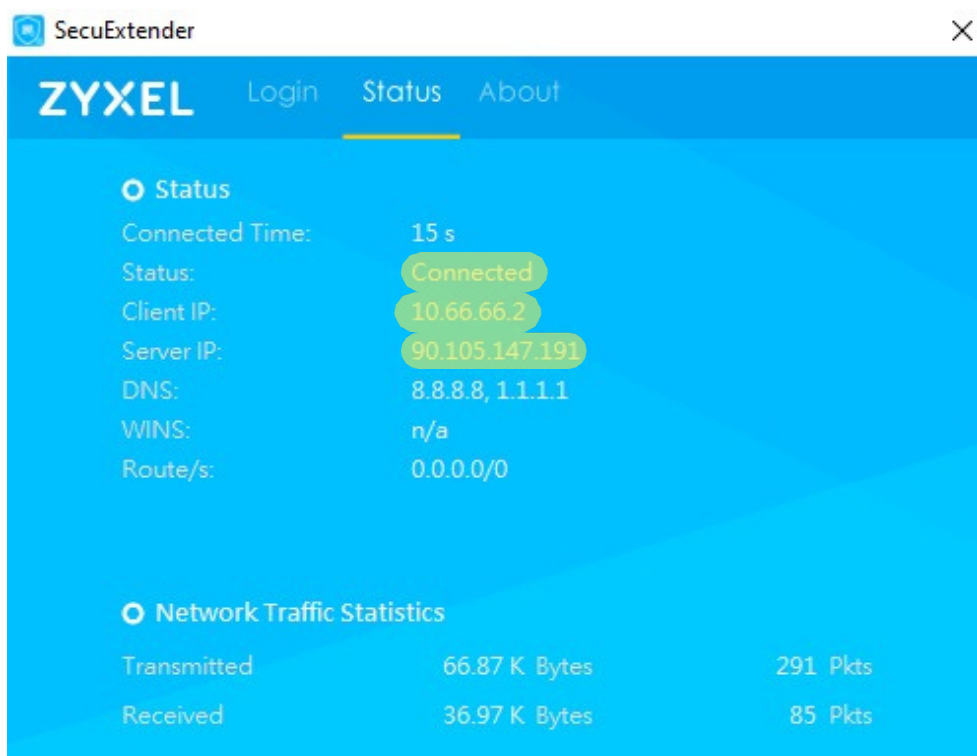 SecuExtender
ZYXEL Login Status About
Status
Connected Time: 15 s
Status: Connected
Client IP: 10.66.66.2
Server IP: 90.105.147.191
DNS: 8.8.8.8, 1.1.1.1
WINS: n/a
Route/s: 0.0.0.0/0
Network Traffic Statistics
Transmitted 66.87 K Bytes 291 Pkts
Received 36.97 K Bytes 85 Pkts